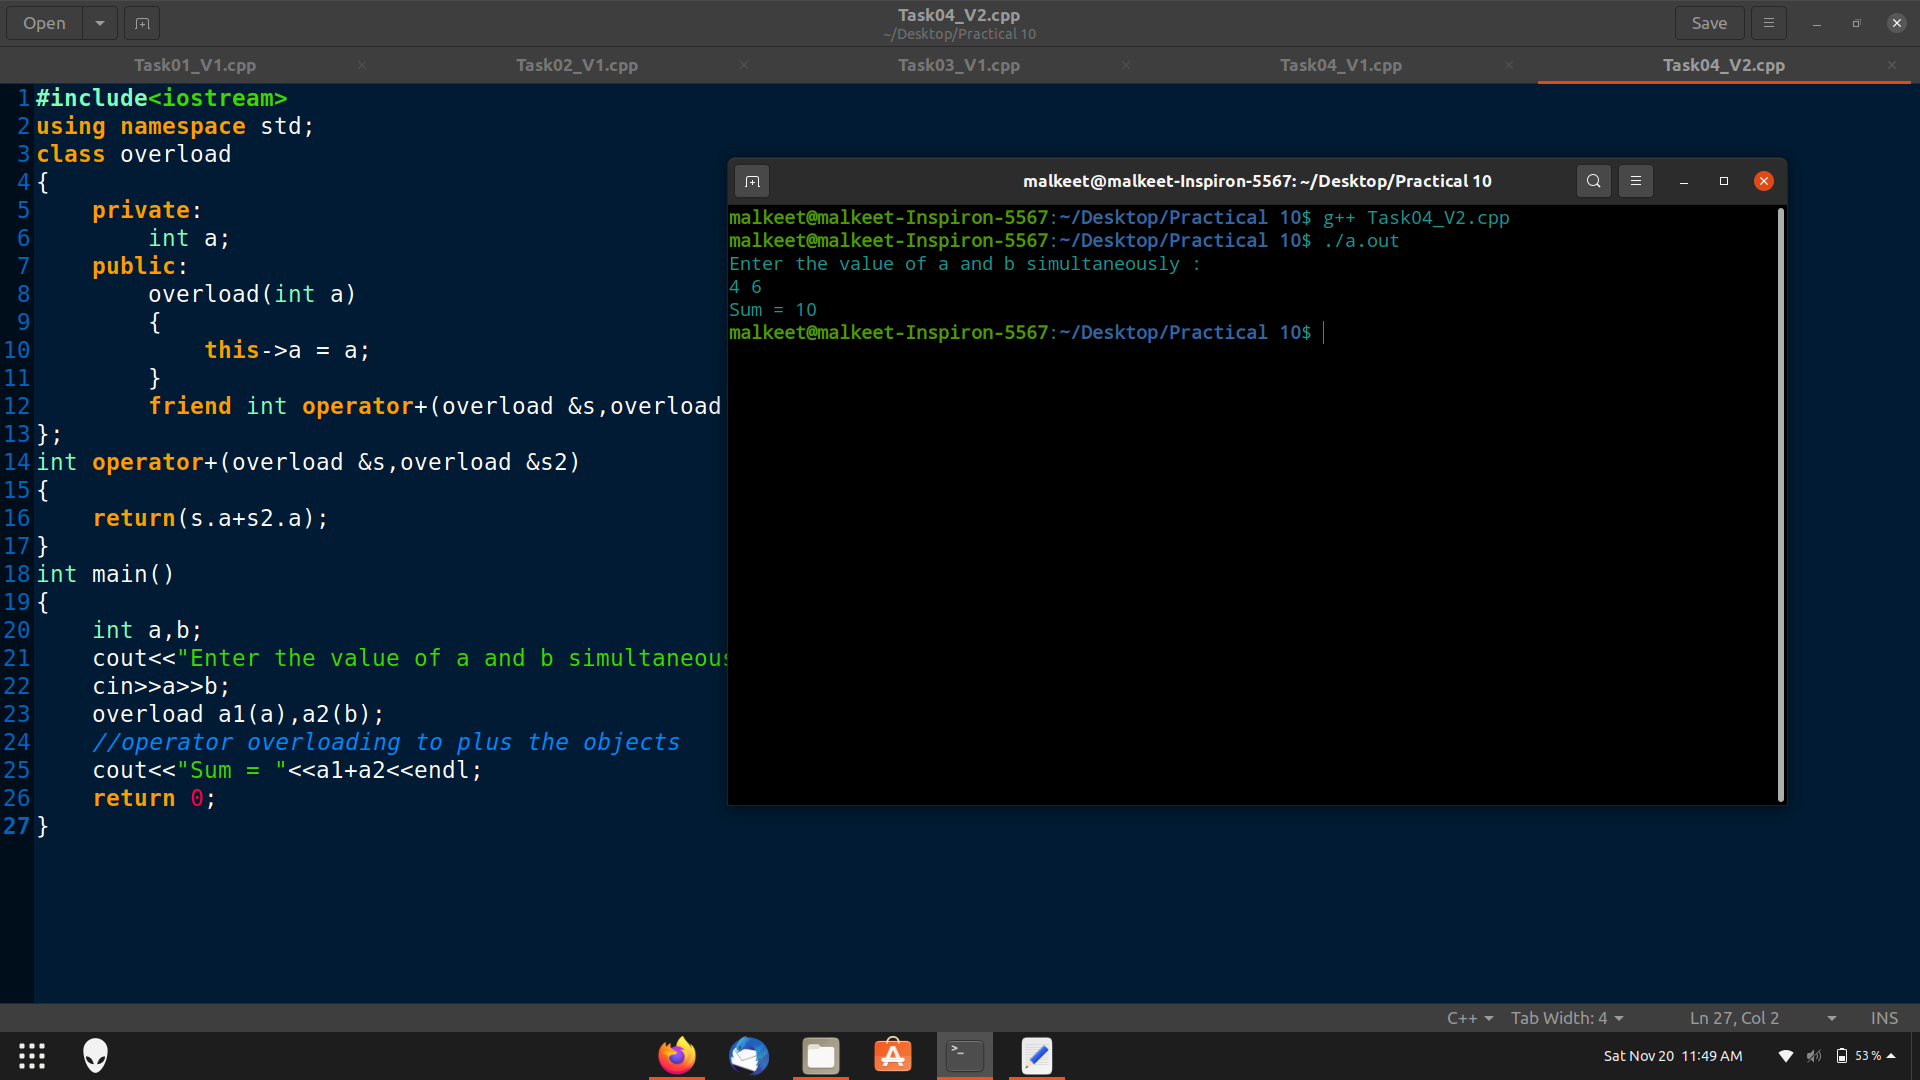 Open
Task04_V2.cpp
~/Desktop/Practical 10
Save
Task01_V1.cpp
Task02_V1.cpp
Task03_V1.cpp
Task04_V1.cpp
Task04_V2.cpp
1 #include<iostream>
2 using namespace std;
3 class overload
4 {
5     private:
6         int a;
7     public:
8         overload(int a)
9         {
10             this->a = a;
11         }
12         friend int operator+(overload &s,overload
13 };
14 int operator+(overload &s,overload &s2)
15 {
16     return(s.a+s2.a);
17 }
18 int main()
19 {
20     int a,b;
21     cout<<"Enter the value of a and b simultaneous
22     cin>>a>>b;
23     overload a1(a),a2(b);
24     //operator overloading to plus the objects
25     cout<<"Sum = "<<a1+a2<<endl;
26     return 0;
27 }
malkeet@malkeet-Inspiron-5567: ~/Desktop/Practical 10
malkeet@malkeet-Inspiron-5567:~/Desktop/Practical 10$ g++ Task04_V2.cpp
malkeet@malkeet-Inspiron-5567:~/Desktop/Practical 10$ ./a.out
Enter the value of a and b simultaneously :
4 6
Sum = 10
malkeet@malkeet-Inspiron-5567:~/Desktop/Practical 10$
C++
Tab Width: 4
Ln 27, Col 2
INS
Sat Nov 20 11:49 AM
53%